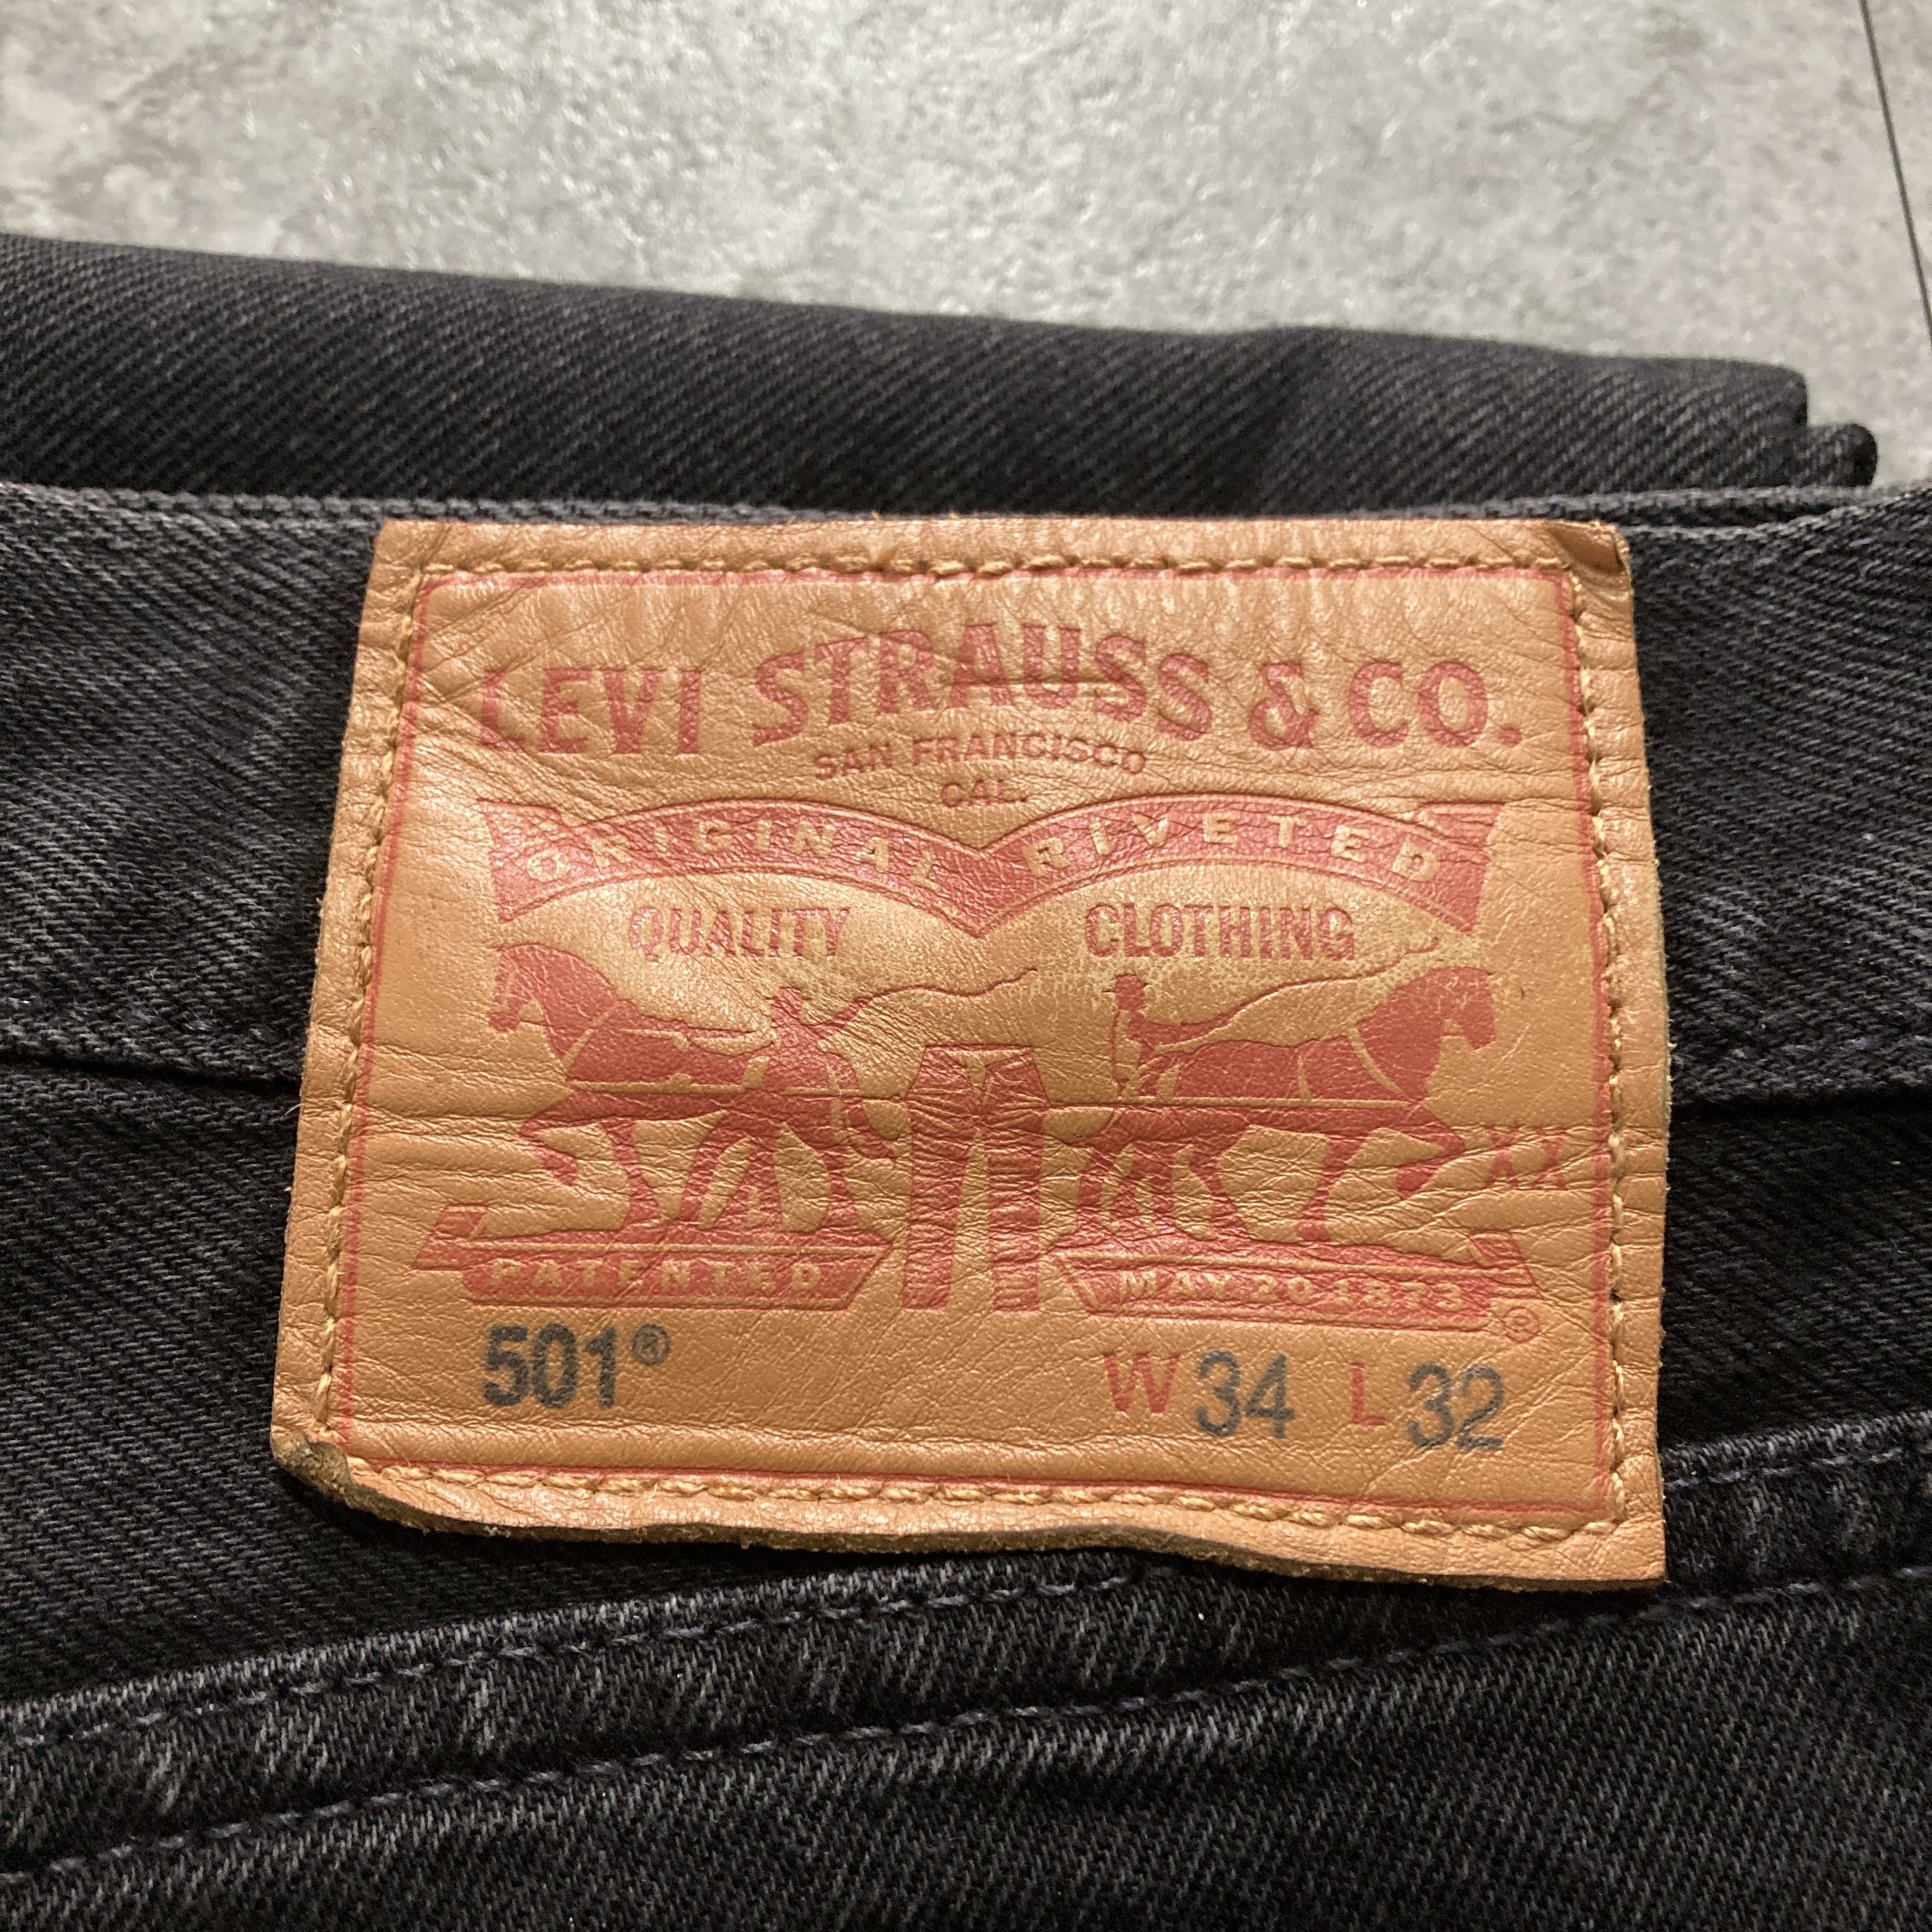 LEVI STRAUSS & CO.
SAN FRANCISCO
CAL.
ORIGINAL RIVETED
QUALITY CLOTHING
XX
PATENTED MAY 20 1873
®
501® W 34 L 32